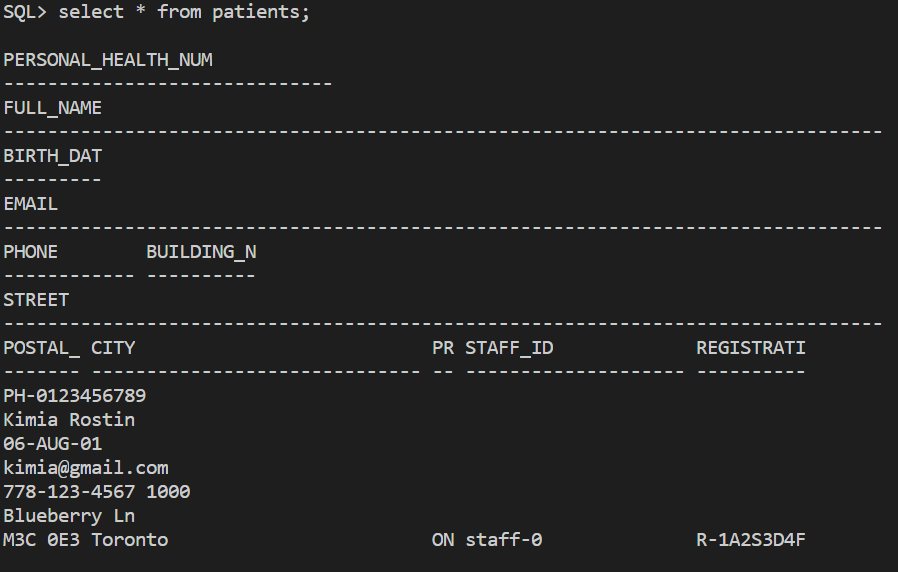 SQL> select * from patients;
PERSONAL_HEALTH_NUM
------------------------------
FULL_NAME
--------------------------------------------------------------------------------
BIRTH_DAT
---------
EMAIL
--------------------------------------------------------------------------------
PHONE        BUILDING_N
------------ ----------
STREET
--------------------------------------------------------------------------------
POSTAL_ CITY                           PR STAFF_ID             REGISTRATI
------- ------------------------------ -- -------------------- ----------
PH-0123456789
Kimia Rostin
06-AUG-01
kimia@gmail.com
778-123-4567 1000
Blueberry Ln
M3C 0E3 Toronto                        ON staff-0              R-1A2S3D4F